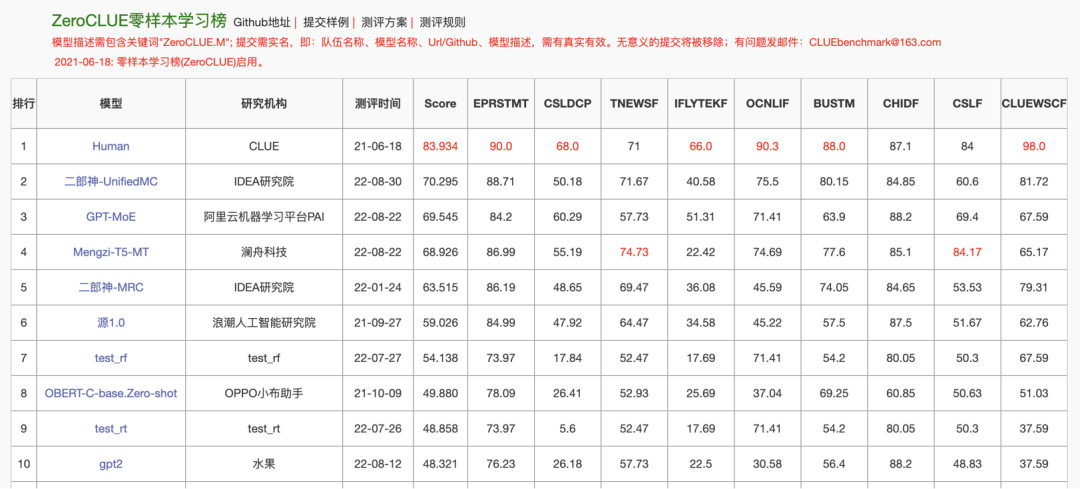 ZeroCLUE零样本学习榜 Github地址 | 提交样例 | 测评方案 | 测评规则
模型描述需包含关键词"ZeroCLUE.M"; 提交需实名，即：队伍名称、模型名称、Url/Github、模型描述，需有真实有效。无意义的提交将被移除；有问题发邮件：CLUEbenchmark@163.com
2021-06-18: 零样本学习榜(ZeroCLUE)启用。
排行 模型 研究机构 测评时间 Score EPRSTMT CSLDCP TNEWSF IFLYTEKF OCNLIF BUSTM CHIDF CSLF CLUEWSCF
1 Human CLUE 21-06-18 83.934 90.0 68.0 71 66.0 90.3 88.0 87.1 84 98.0
2 二郎神-UnifiedMC IDEA研究院 22-08-30 70.295 88.71 50.18 71.67 40.58 75.5 80.15 84.85 60.6 81.72
3 GPT-MoE 阿里云机器学习平台PAI 22-08-22 69.545 84.2 60.29 57.73 51.31 71.41 63.9 88.2 69.4 67.59
4 Mengzi-T5-MT 澜舟科技 22-08-22 68.926 86.99 55.19 74.73 22.42 74.69 77.6 85.1 84.17 65.17
5 二郎神-MRC IDEA研究院 22-01-24 63.515 86.19 48.65 69.47 36.08 45.59 74.05 84.65 53.53 79.31
6 源1.0 浪潮人工智能研究院 21-09-27 59.026 84.99 47.92 64.47 34.58 45.22 57.5 87.5 51.67 62.76
7 test_rf test_rf 22-07-27 54.138 73.97 17.84 52.47 17.69 71.41 54.2 80.05 50.3 67.59
8 OBERT-C-base.Zero-shot OPPO小布助手 21-10-09 49.880 78.09 26.41 52.93 25.69 37.04 69.25 60.85 50.63 51.03
9 test_rt test_rt 22-07-26 48.858 73.97 5.6 52.47 17.69 71.41 54.2 80.05 50.3 37.59
10 gpt2 水果 22-08-12 48.321 76.23 26.18 57.73 22.5 30.58 56.4 88.2 48.83 37.59